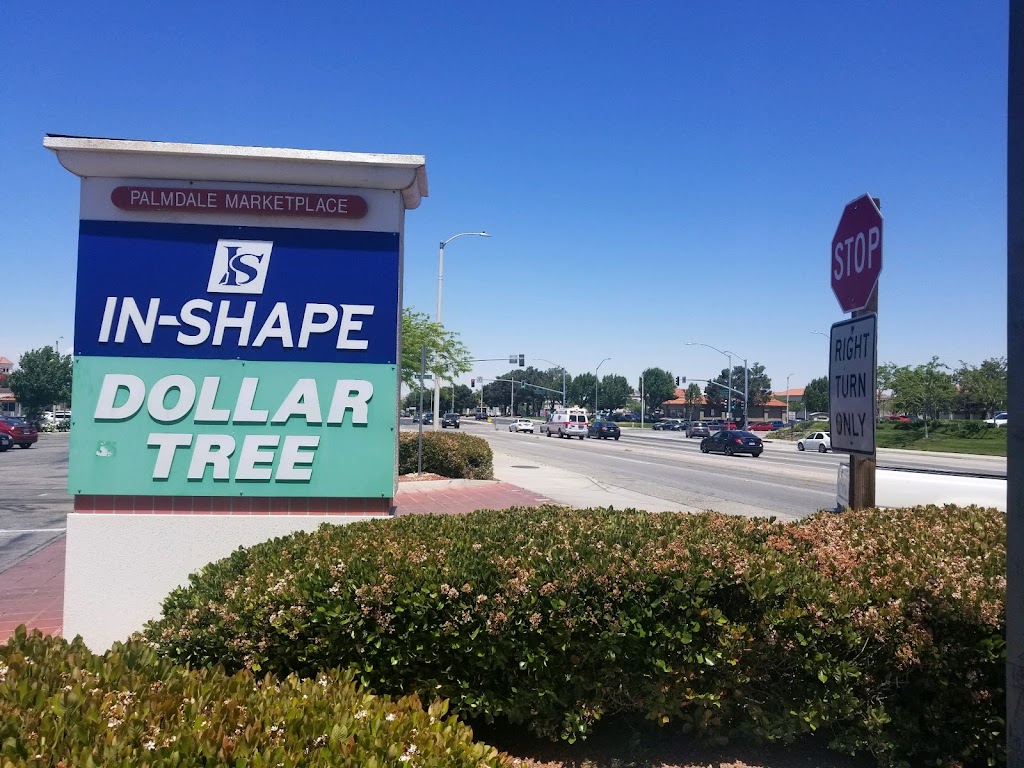 PALMDALE MARKETPLACE
IS
IN-SHAPE
DOLLAR
TREE
STOP
RIGHT
TURN
ONLY